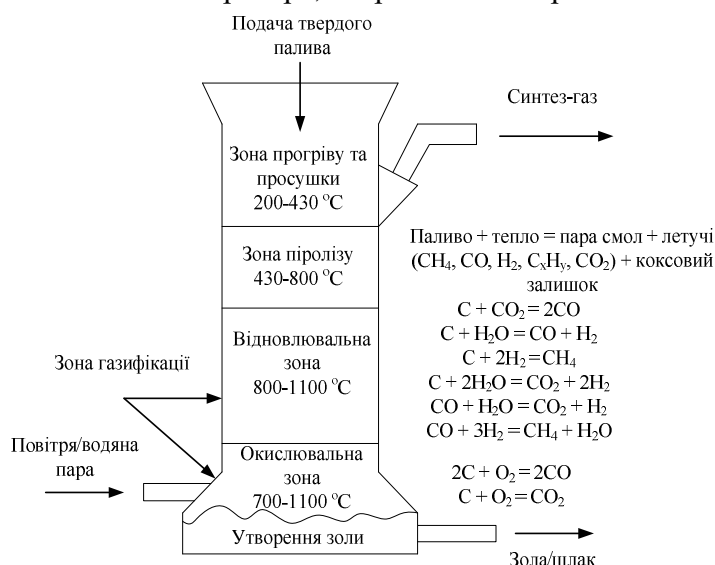 Подача твердого
палива
Синтез-газ
Зона прогріву та
просушки
200-430 °C
Паливо + тепло = пара смол + летучі
(CH₄, CO, H₂, CₓHᵧ, CO₂) + коксовий
залишок
Зона піролізу
430-800 °C
C + CO₂ = 2CO
C + H₂O = CO + H₂
C + 2H₂ = CH₄
C + 2H₂O = CO₂ + 2H₂
CO + H₂O = CO₂ + H₂
CO + 3H₂ = CH₄ + H₂O
Відновлювальна
зона
800-1100 °C
Зона газифікації
Повітря/водяна
пара
Окислювальна
зона
700-1100 °C
2C + O₂ = 2CO
C + O₂ = CO₂
Утворення золи
Зола/шлак